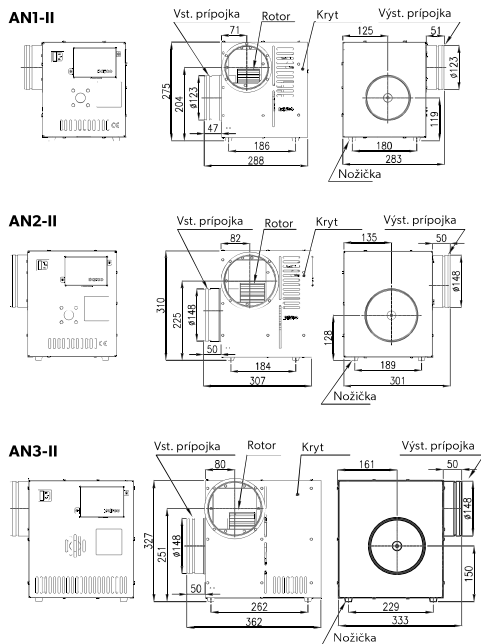 AN1-II
Vst. prípojka
Rotor
Kryt
Výst. prípojka
71
125
51
275
204
ø123
47
186
288
ø123
119
180
283
Nožička
AN2-II
Vst. prípojka
Rotor
Kryt
Výst. prípojka
82
135
50
310
225
ø148
50
184
307
ø148
128
189
301
Nožička
AN3-II
Vst. prípojka
Rotor
Kryt
Výst. prípojka
80
161
50
327
251
ø148
50
262
362
ø148
150
229
333
Nožička